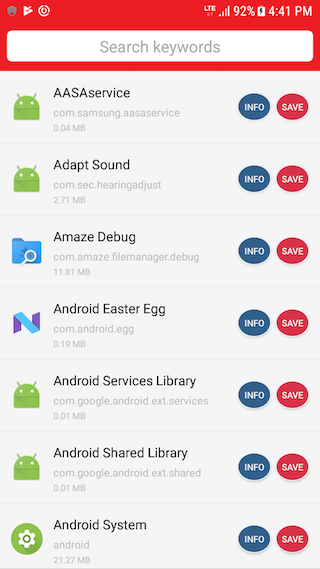 LTE 92% 4:41 PM
Search keywords
AASAservice
com.samsung.aasaservice
0.04 MB
INFO SAVE
Adapt Sound
com.sec.hearingadjust
2.71 MB
INFO SAVE
Amaze Debug
com.amaze.filemanager.debug
11.81 MB
INFO SAVE
Android Easter Egg
com.android.egg
0.19 MB
INFO SAVE
Android Services Library
com.google.android.ext.services
0.01 MB
INFO SAVE
Android Shared Library
com.google.android.ext.shared
0.01 MB
INFO SAVE
Android System
android
21.27 MB
INFO SAVE